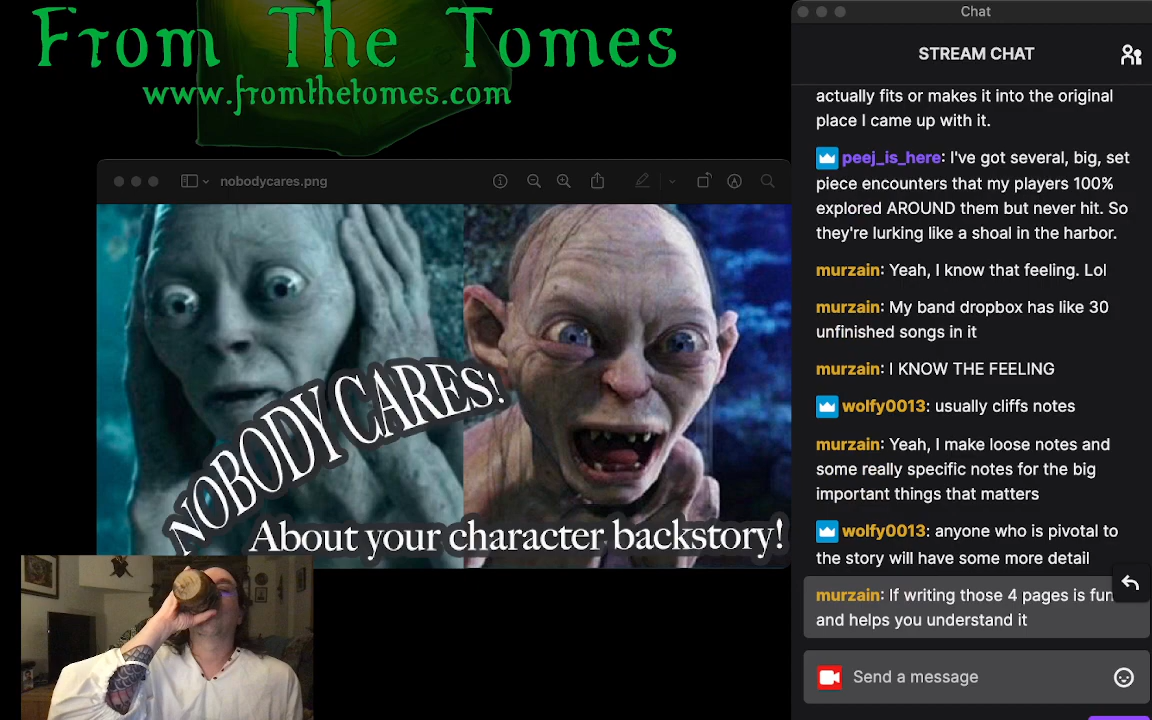 From The Tomes
www.fromthetomes.com
nobodycares.png
NOBODY CARES!
About your character backstory!
Chat
STREAM CHAT
actually fits or makes it into the original
place I came up with it.
peej_is_here: I've got several, big, set
piece encounters that my players 100%
explored AROUND them but never hit. So
they're lurking like a shoal in the harbor.
murzain: Yeah, I know that feeling. Lol
murzain: My band dropbox has like 30
unfinished songs in it
murzain: I KNOW THE FEELING
wolfy0013: usually cliffs notes
murzain: Yeah, I make loose notes and
some really specific notes for the big
important things that matters
wolfy0013: anyone who is pivotal to
the story will have some more detail
murzain: If writing those 4 pages is fun
and helps you understand it
Send a message